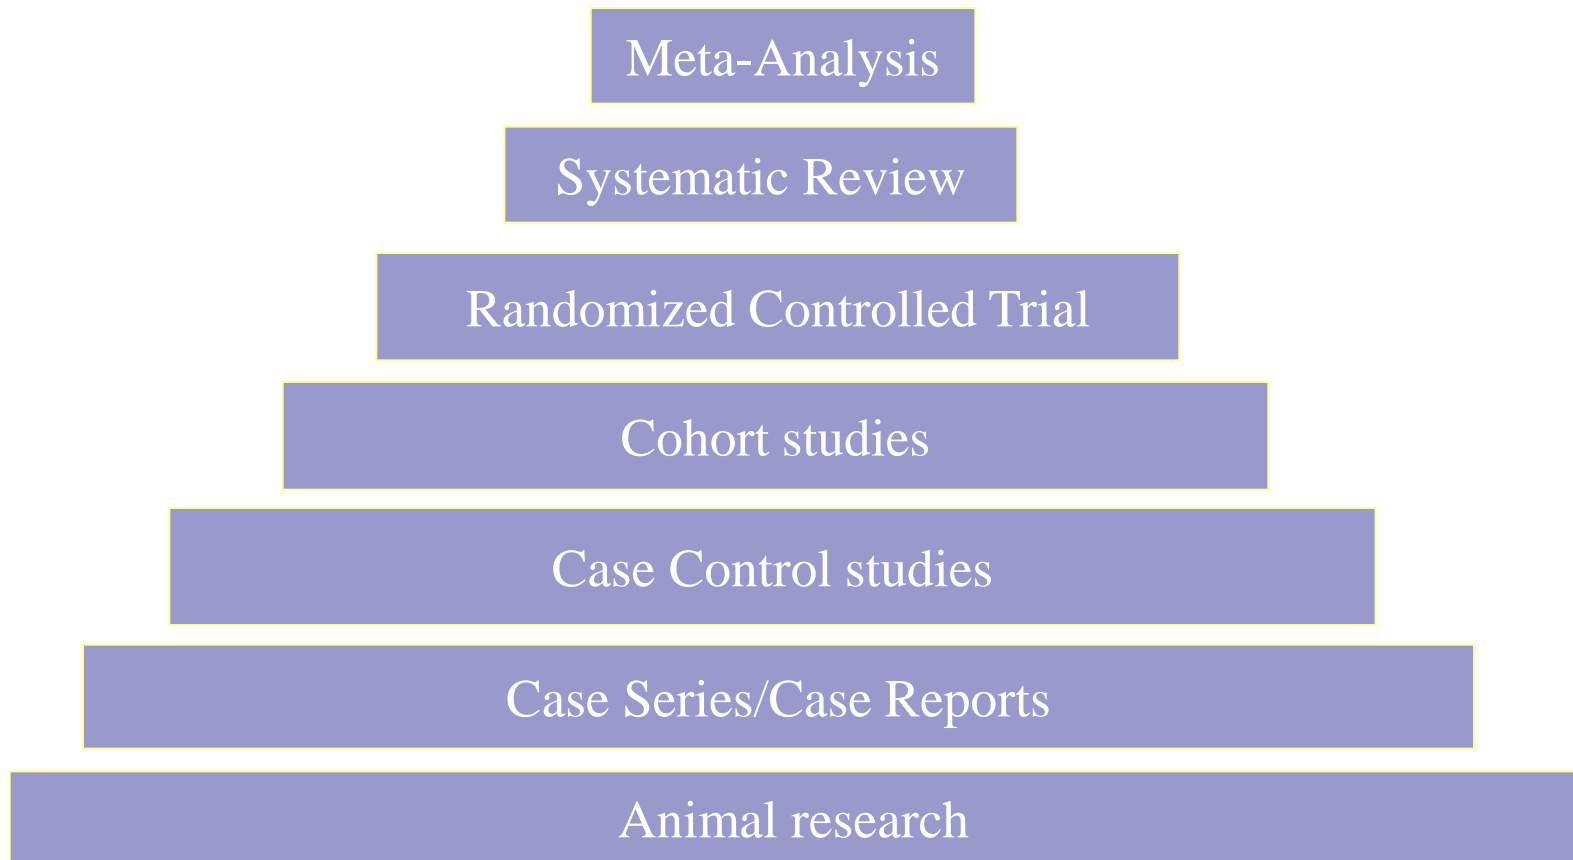 Meta-Analysis
Systematic Review
Randomized Controlled Trial
Cohort studies
Case Control studies
Case Series/Case Reports
Animal research